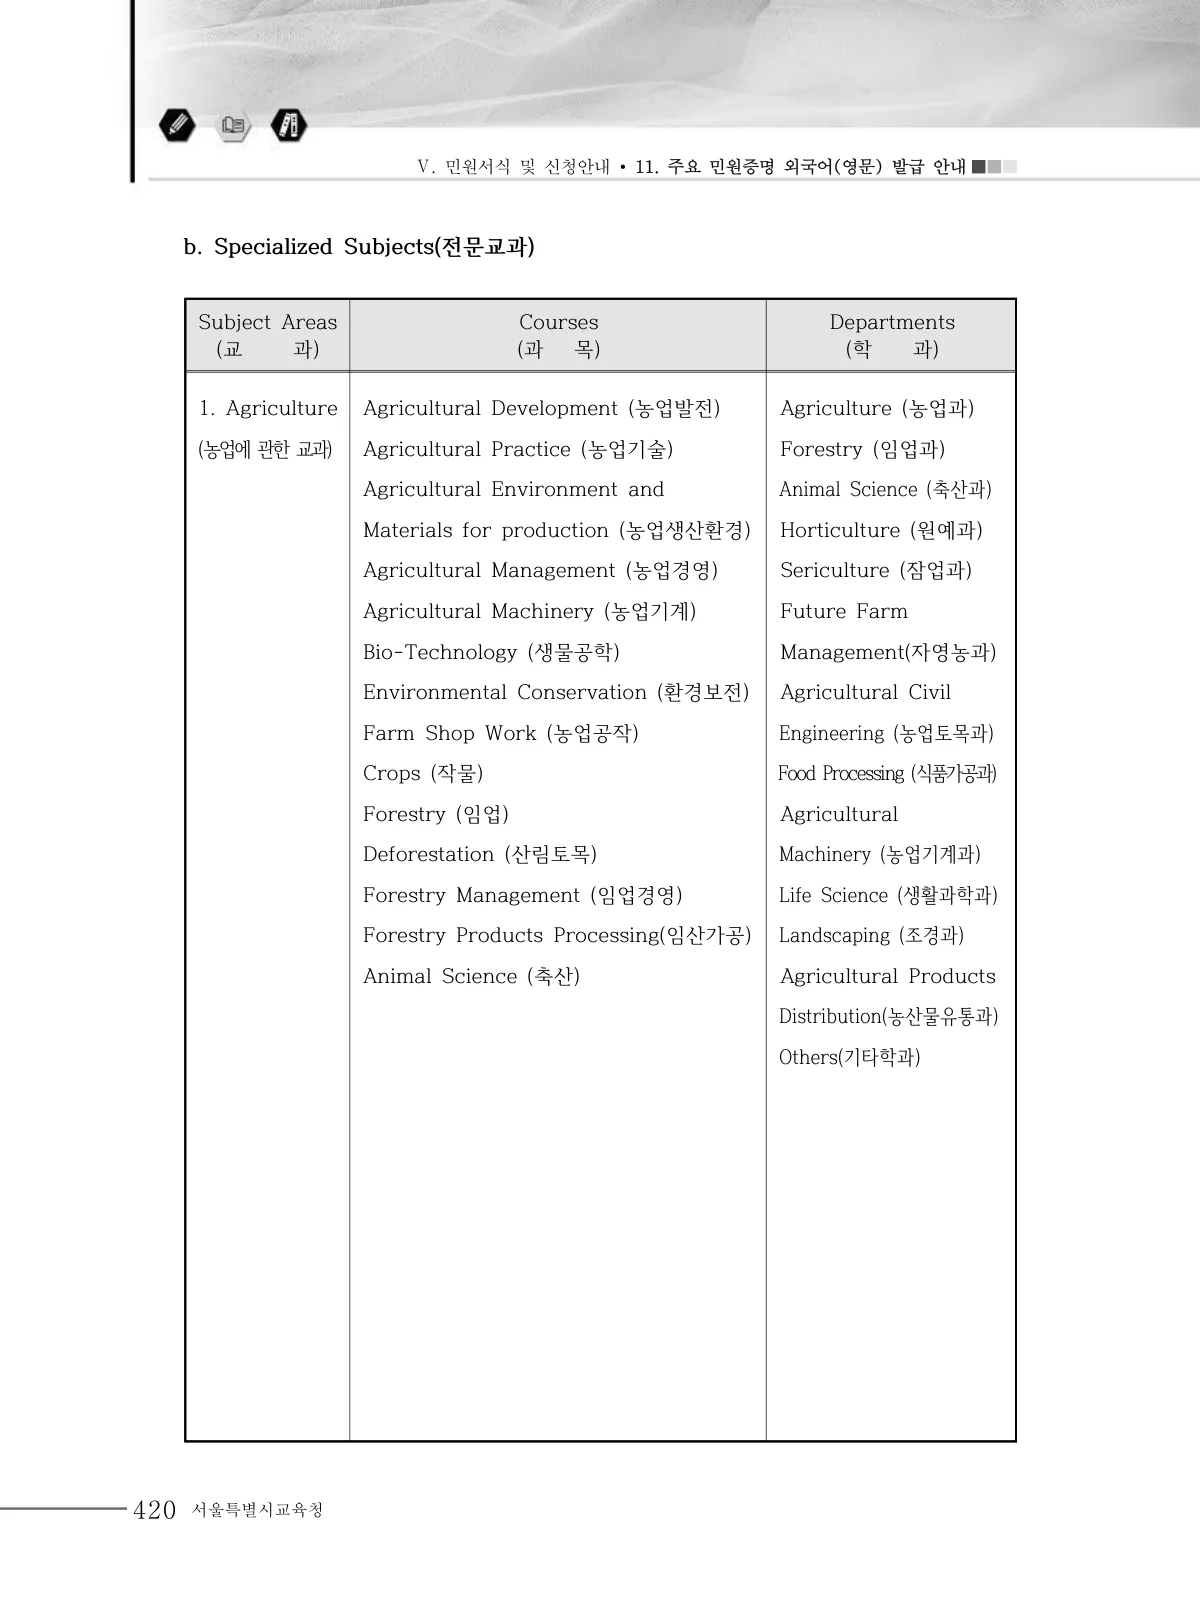 Ⅴ. 민원서식 및 신청안내 • 11. 주요 민원증명 외국어(영문) 발급 안내
b. Specialized Subjects(전문교과)
Subject Areas
(교 과)
Courses
(과 목)
Departments
(학 과)
1. Agriculture
(농업에 관한 교과)
Agricultural Development (농업발전)
Agricultural Practice (농업기술)
Agricultural Environment and
Materials for production (농업생산환경)
Agricultural Management (농업경영)
Agricultural Machinery (농업기계)
Bio-Technology (생물공학)
Environmental Conservation (환경보전)
Farm Shop Work (농업공작)
Crops (작물)
Forestry (임업)
Deforestation (산림토목)
Forestry Management (임업경영)
Forestry Products Processing(임산가공)
Animal Science (축산)
Agriculture (농업과)
Forestry (임업과)
Animal Science (축산과)
Horticulture (원예과)
Sericulture (잠업과)
Future Farm
Management(자영농과)
Agricultural Civil
Engineering (농업토목과)
Food Processing (식품가공과)
Agricultural
Machinery (농업기계과)
Life Science (생활과학과)
Landscaping (조경과)
Agricultural Products
Distribution(농산물유통과)
Others(기타학과)
420 서울특별시교육청